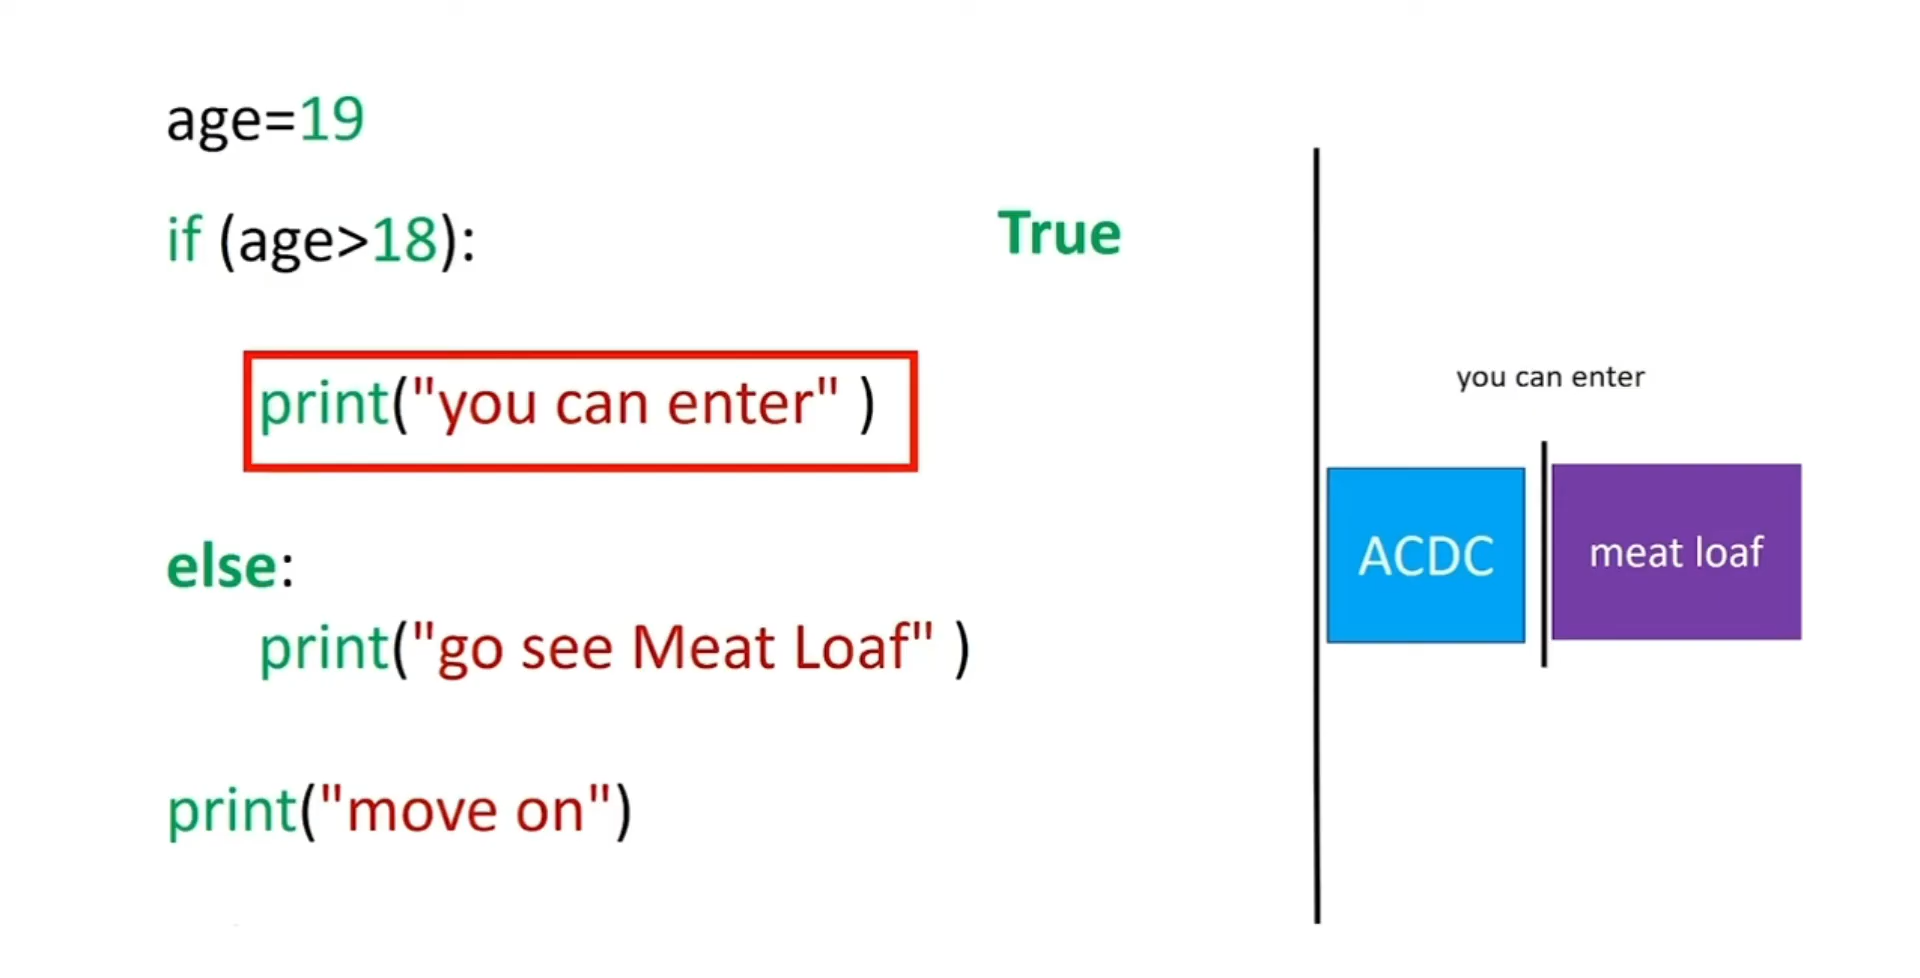 age=19
if (age>18):
True
print("you can enter" )
you can enter
else:
ACDC
meat loaf
print("go see Meat Loaf" )
print("move on")